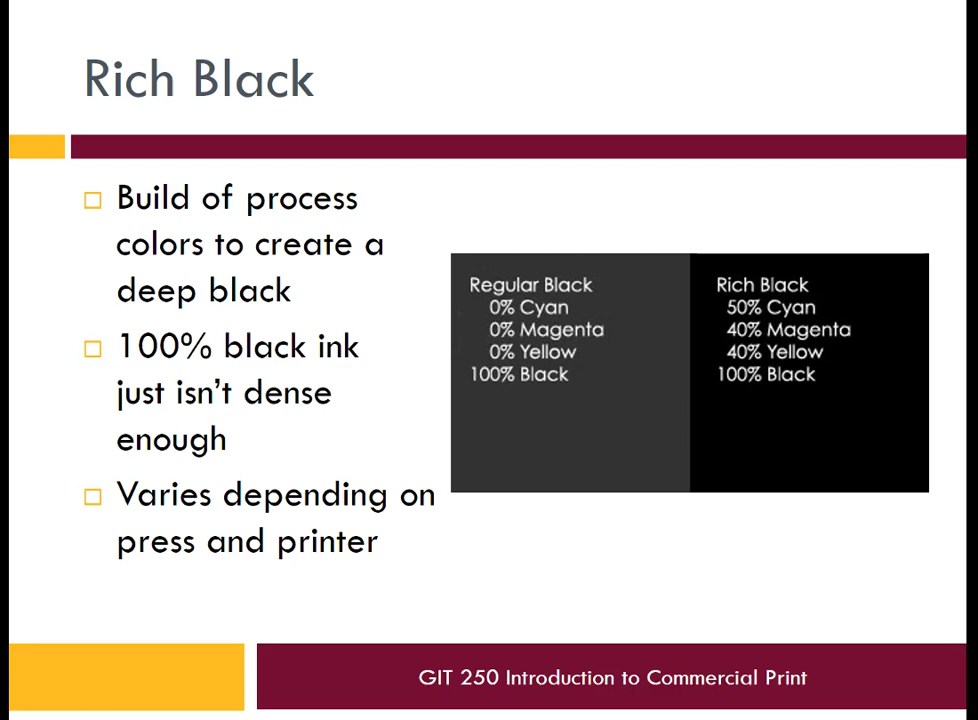 Rich Black
Build of process
colors to create a
deep black
100% black ink
just isn't dense
enough
Varies depending on
press and printer
Regular Black
0% Cyan
0% Magenta
0% Yellow
100% Black
Rich Black
50% Cyan
40% Magenta
40% Yellow
100% Black
GIT 250 Introduction to Commercial Print